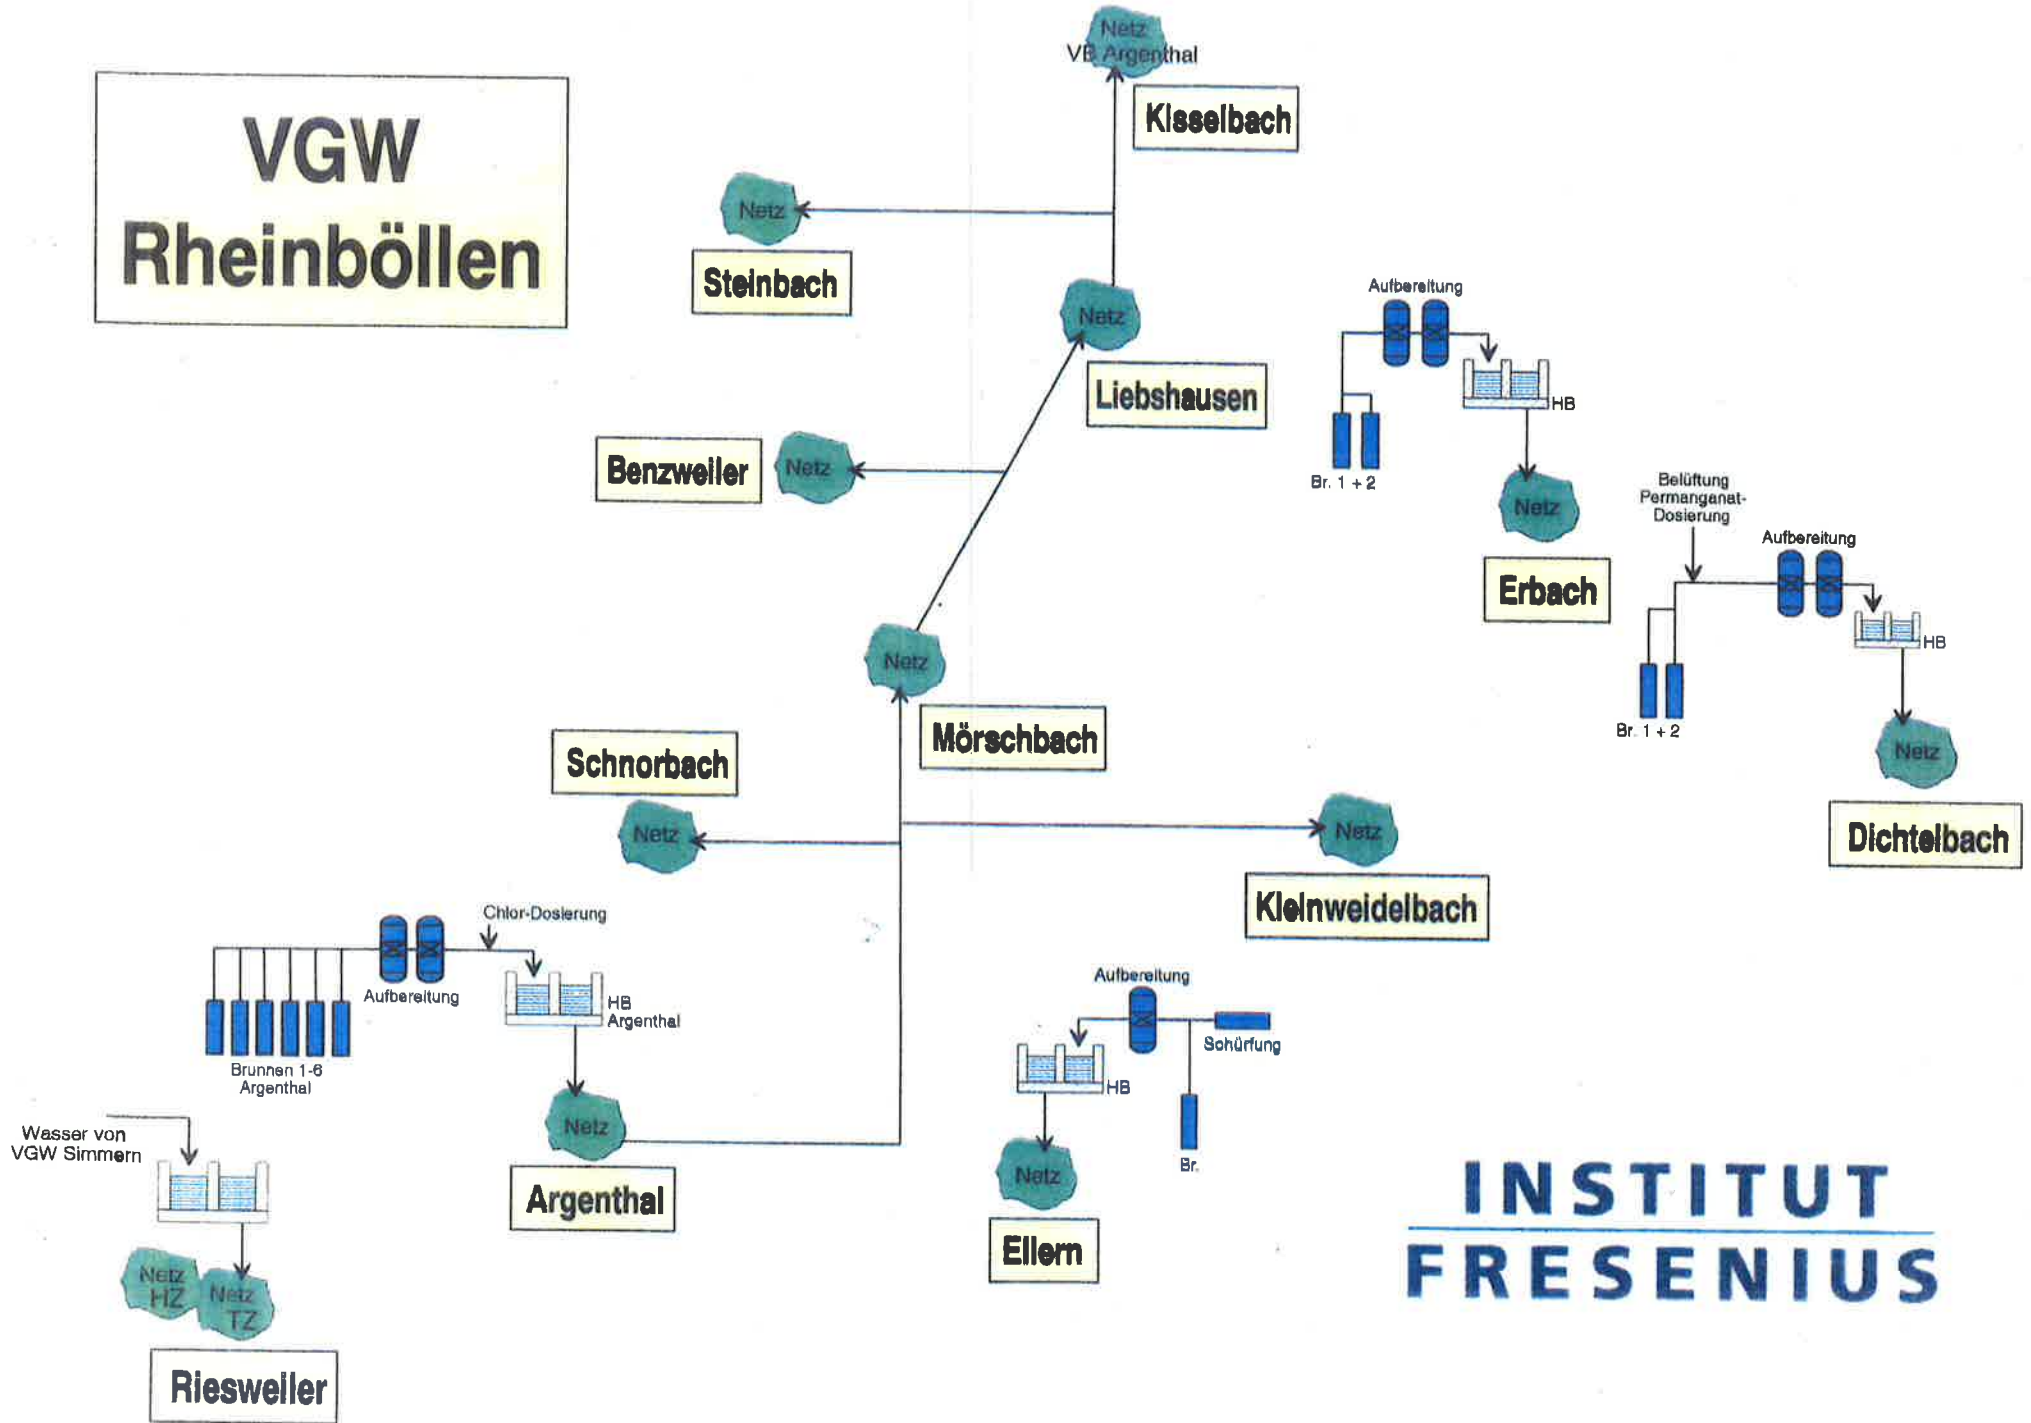 VGW
Rheinböllen
Netz
VB Argenthal
Kisselbach
Netz
Steinbach
Netz
Liebshausen
Netz
Benzweiler
Aufbereitung
HB
Br. 1 + 2
Netz
Erbach
Belüftung
Permanganat-
Dosierung
Aufbereitung
HB
Br. 1 + 2
Netz
Dichtelbach
Netz
Mörschbach
Schnorbach
Netz
Netz
Kleinweidelbach
Chlor-Dosierung
Aufbereitung
HB
Argenthal
Brunnen 1-6
Argenthal
Netz
Argenthal
Aufbereitung
Schürfung
HB
Br.
Netz
Ellern
Wasser von
VGW Simmern
Netz
HZ
Netz
TZ
Riesweiler
INSTITUT
FRESENIUS